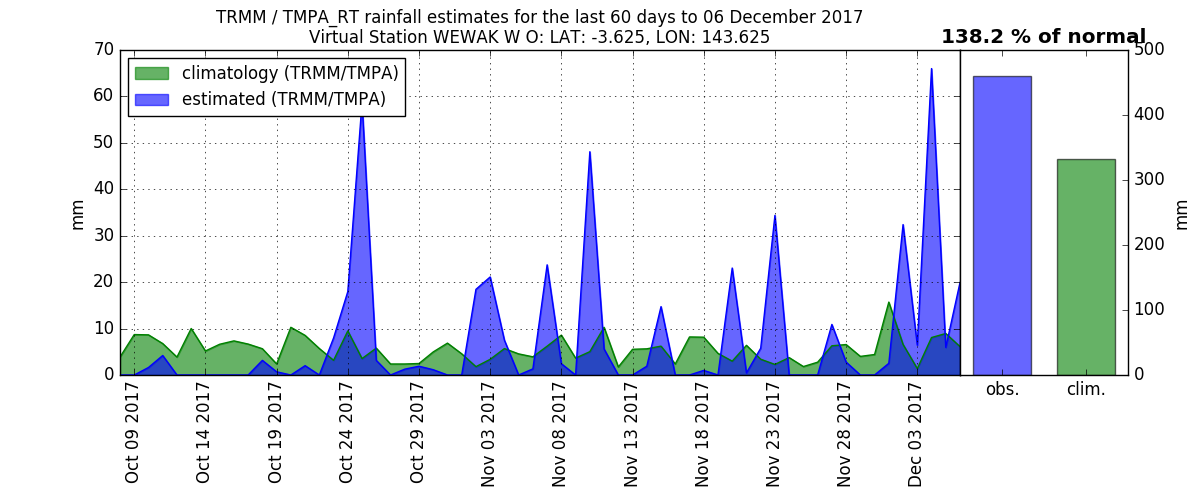 TRMM / TMPA_RT rainfall estimates for the last 60 days to 06 December 2017
Virtual Station WEWAK W O: LAT: -3.625, LON: 143.625
138.2 % of normal
climatology (TRMM/TMPA)
estimated (TRMM/TMPA)
70
60
50
40
30
20
10
0
mm
Oct 09 2017
Oct 14 2017
Oct 19 2017
Oct 24 2017
Oct 29 2017
Nov 03 2017
Nov 08 2017
Nov 13 2017
Nov 18 2017
Nov 23 2017
Nov 28 2017
Dec 03 2017
obs.
clim.
500
400
300
200
100
0
mm